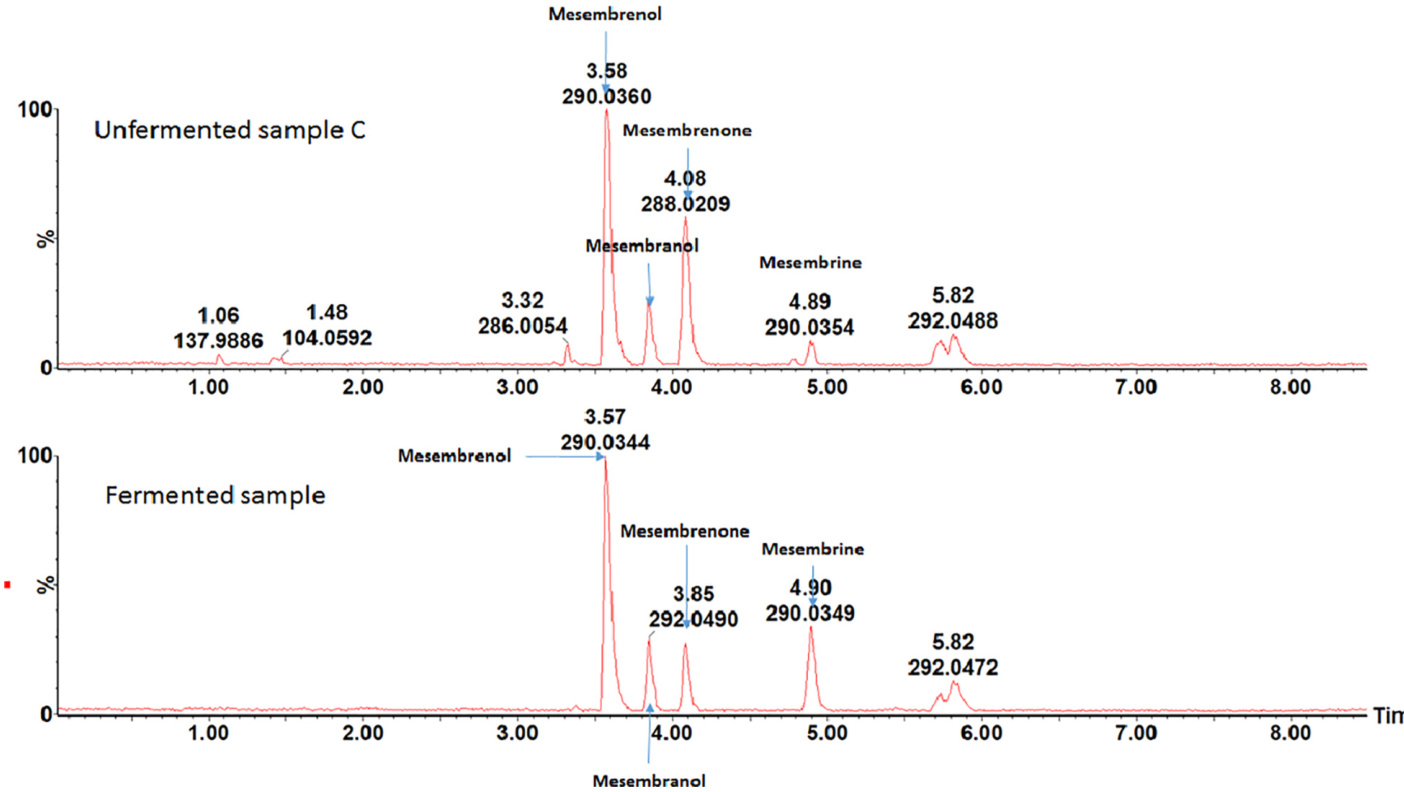 Mesembrenol
3.58
290.0360
100
Unfermented sample C
Mesembrenone
4.08
288.0209
%
Mesembranol
Mesembrine
3.32
286.0054
4.89
290.0354
5.82
292.0488
1.06
137.9886
1.48
104.0592
0
1.00 2.00 3.00 4.00 5.00 6.00 7.00 8.00
3.57
290.0344
100
Mesembrenol
Fermented sample
Mesembrenone
Mesembrine
%
3.85
292.0490
4.90
290.0349
5.82
292.0472
0
Tim
1.00 2.00 3.00 4.00 5.00 6.00 7.00 8.00
Mesembranol